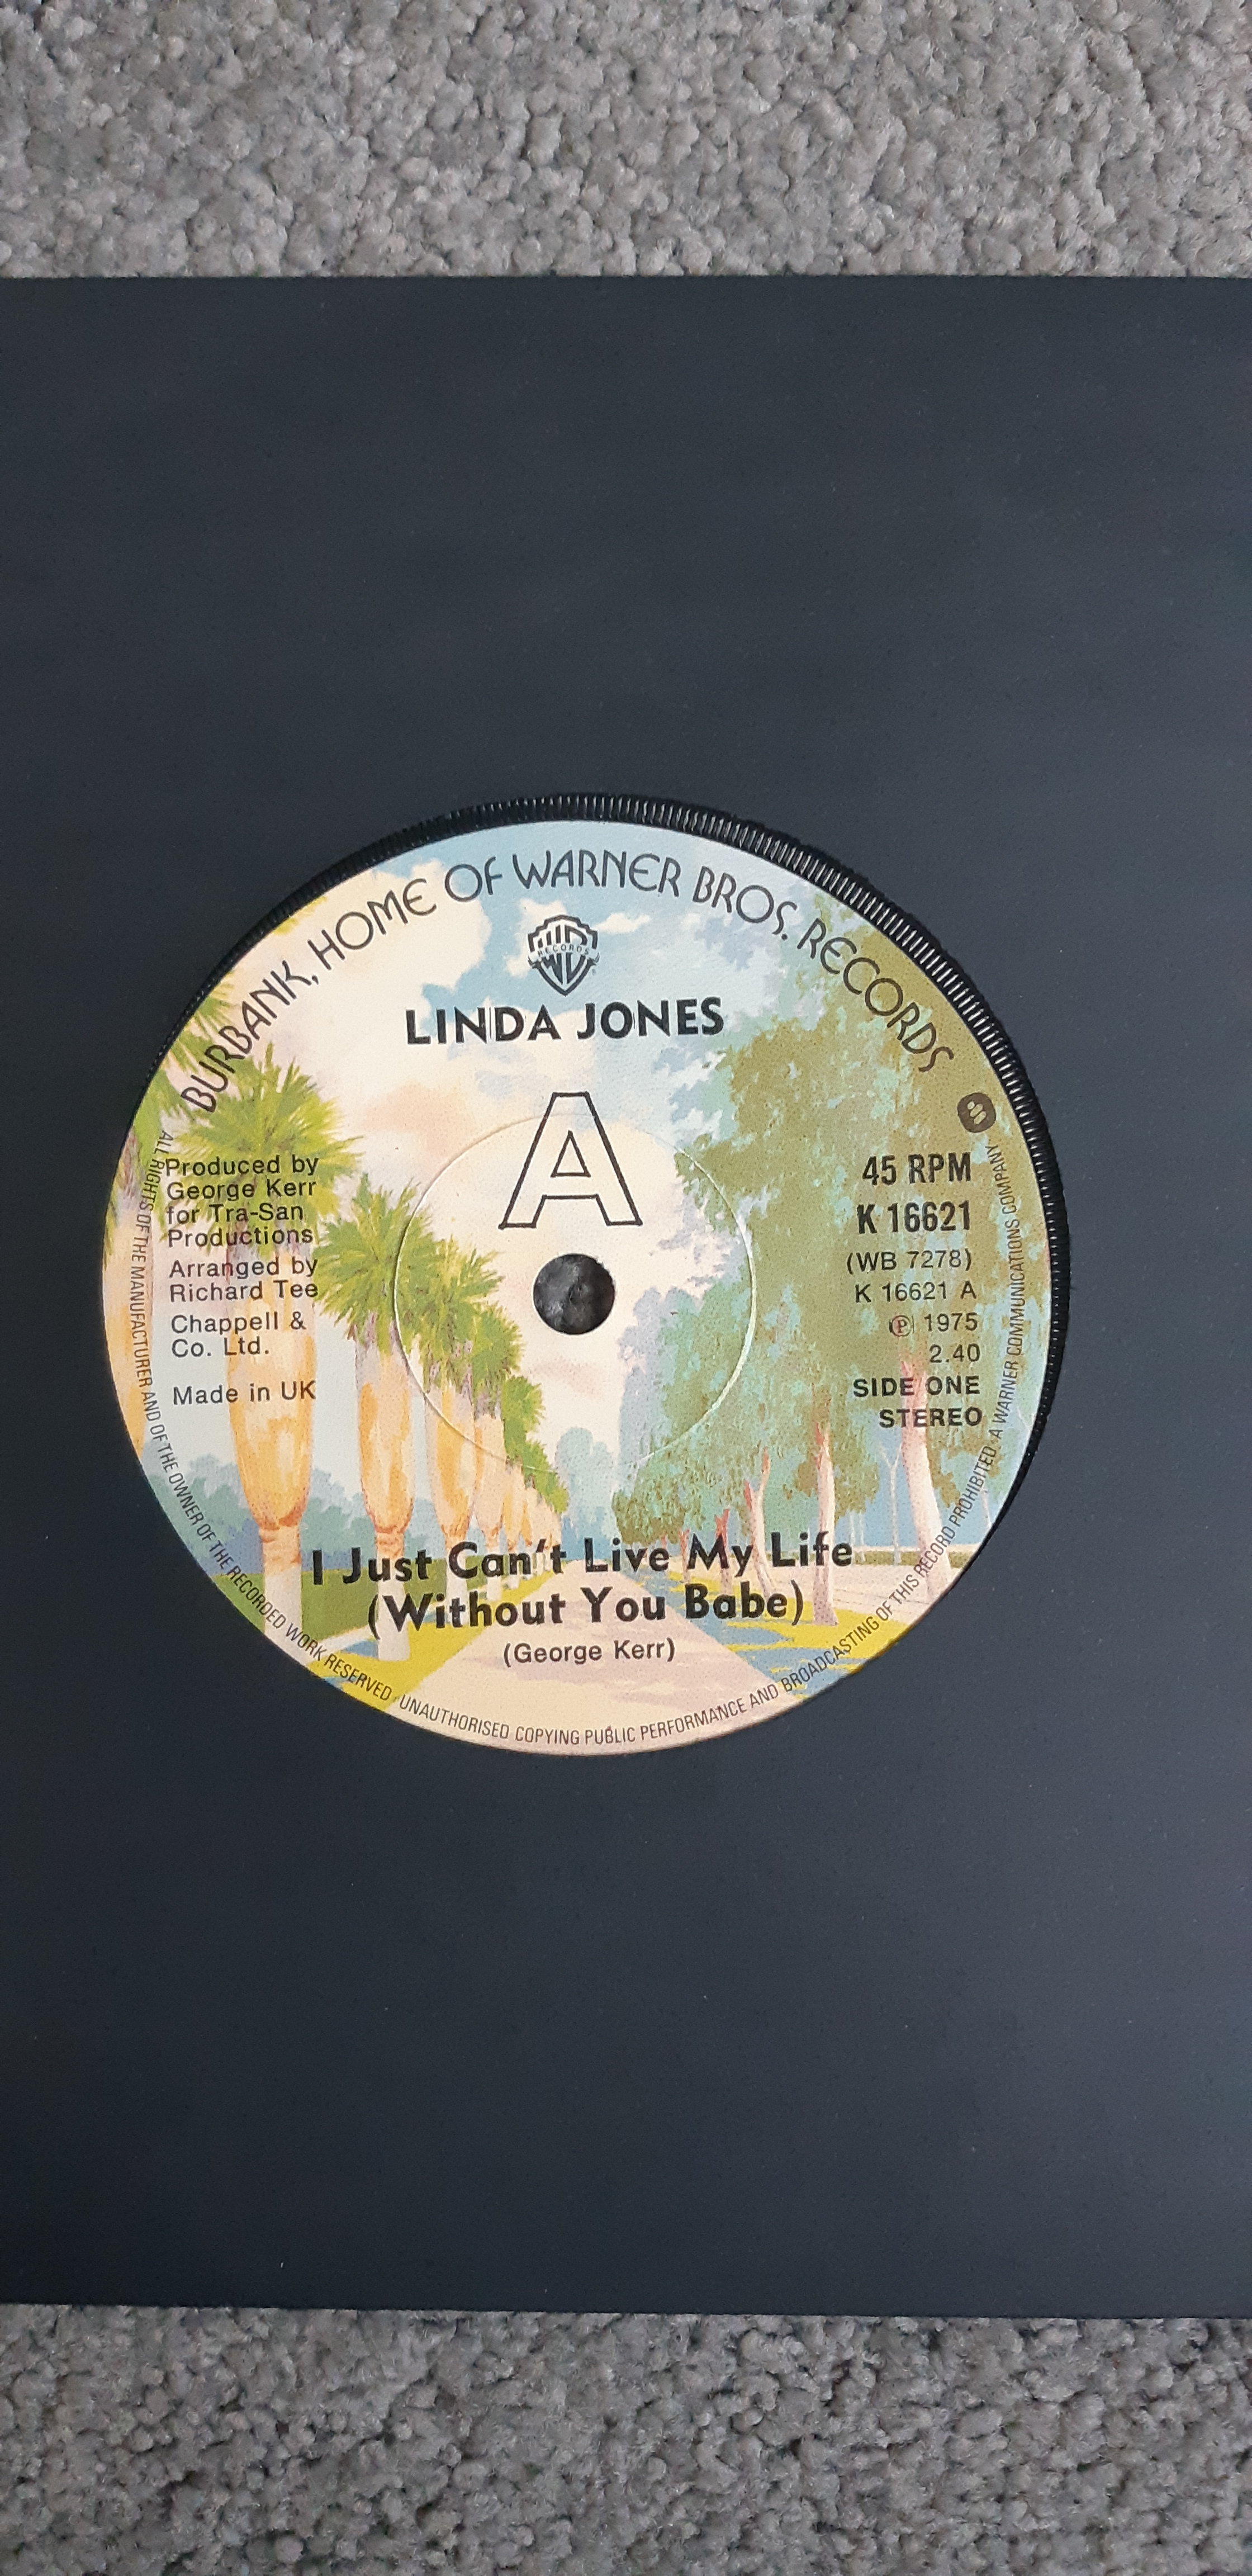 BURBANK, HOME OF WARNER BROS. RECORDS
RECORDS
LINDA JONES
A
Produced by
George Kerr
for Tra-San
Productions
Arranged by
Richard Tee
Chappell &
Co. Ltd.
Made in UK
45 RPM
K 16621
(WB 7278)
K 16621 A
℗ 1975
2.40
SIDE ONE
STEREO
I Just Can't Live My Life
(Without You Babe)
(George Kerr)
ALL RIGHTS OF THE MANUFACTURER AND OF THE OWNER OF THE RECORDED WORK RESERVED · UNAUTHORISED COPYING PUBLIC PERFORMANCE AND BROADCASTING OF THIS RECORD PROHIBITED · A WARNER COMMUNICATIONS COMPANY